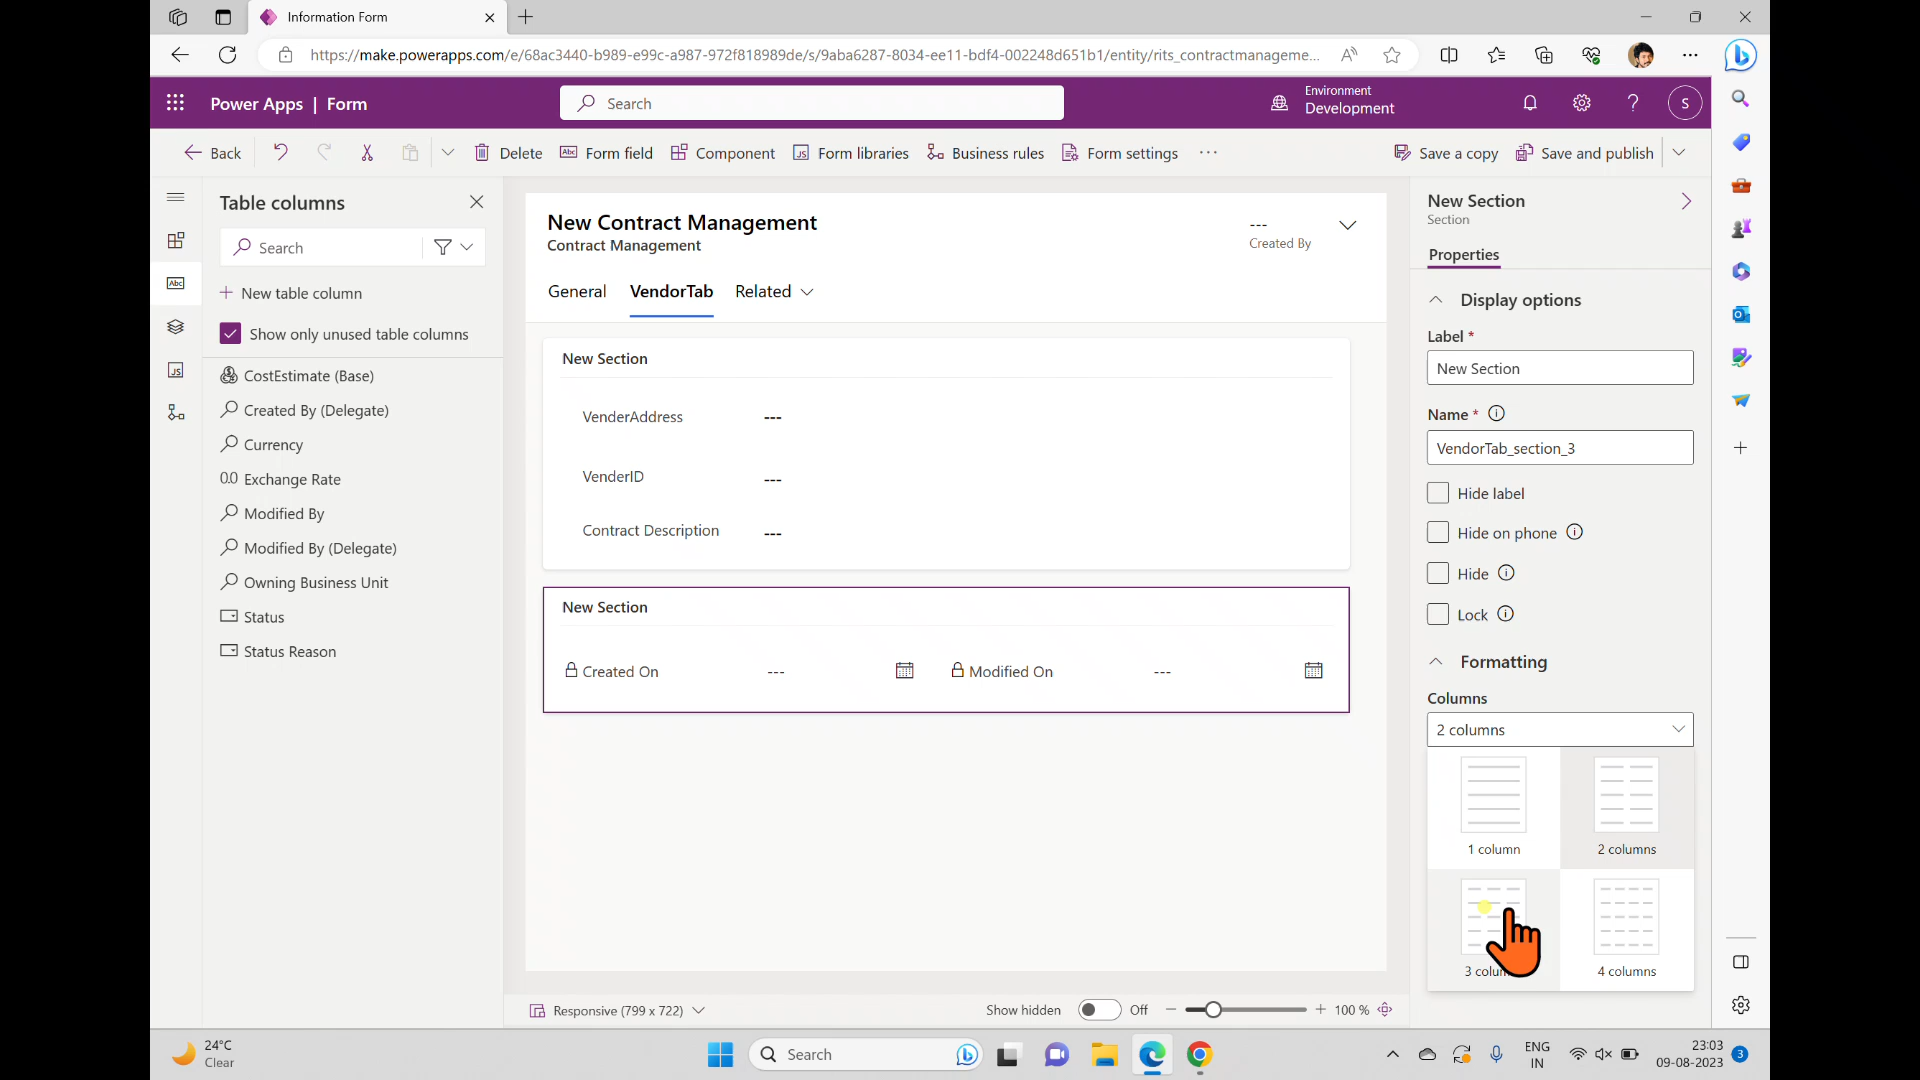 Information Form
https://make.powerapps.com/e/68ac3440-b989-e99c-a987-972f818989de/s/9aba6287-8034-ee11-bdf4-002248d651b1/entity/rits_contractmanageme...
Power Apps | Form
Search
Environment
Development
S
Back
Delete
Abc Form field
Component
JS Form libraries
Business rules
Form settings
Save a copy
Save and publish
Table columns
Search
New table column
Show only unused table columns
Abc
JS
CostEstimate (Base)
Created By (Delegate)
Currency
0.0 Exchange Rate
Modified By
Modified By (Delegate)
Owning Business Unit
Status
Status Reason
New Contract Management
Contract Management
---
Created By
General
VendorTab
Related
New Section
VenderAddress ---
VenderID ---
Contract Description ---
New Section
Created On ---
Modified On ---
Responsive (799 x 722)
Show hidden
Off
100 %
New Section
Section
Properties
Display options
Label *
New Section
Name *
VendorTab_section_3
Hide label
Hide on phone
Hide
Lock
Formatting
Columns
2 columns
1 column
2 columns
4 columns
24°C
Clear
Search
ENG
IN
23:03
09-08-2023
3